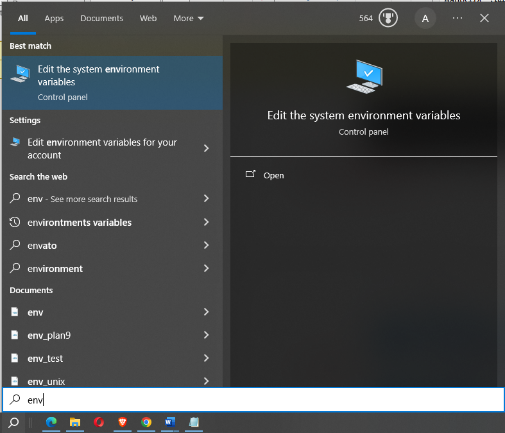 All
Apps
Documents
Web
More
564
A
Best match
Edit the system environment
variables
Control panel
Settings
Edit environment variables for your
account
Search the web
env - See more search results
environtments variables
envato
environment
Documents
env
env_plan9
env_test
env_unix
env
Edit the system environment variables
Control panel
Open